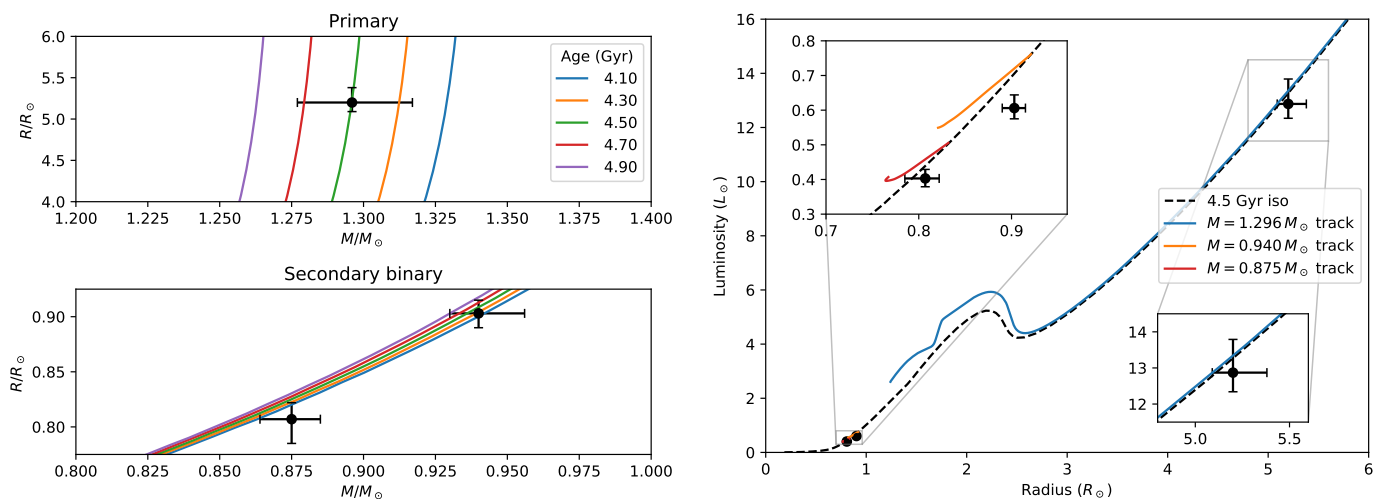 Primary
6.0
5.5
5.0
4.5
4.0
R/R⊙
1.200 1.225 1.250 1.275 1.300 1.325 1.350 1.375 1.400
M/M⊙
Age (Gyr)
4.10
4.30
4.50
4.70
4.90
Secondary binary
0.90
0.85
0.80
R/R⊙
0.800 0.825 0.850 0.875 0.900 0.925 0.950 0.975 1.000
M/M⊙
16
14
12
10
8
6
4
2
0
Luminosity (L⊙)
0 1 2 3 4 5 6
Radius (R⊙)
0.8
0.7
0.6
0.5
0.4
0.3
0.7 0.8 0.9
4.5 Gyr iso
M = 1.296 M⊙ track
M = 0.940 M⊙ track
M = 0.875 M⊙ track
14
13
12
5.0 5.5